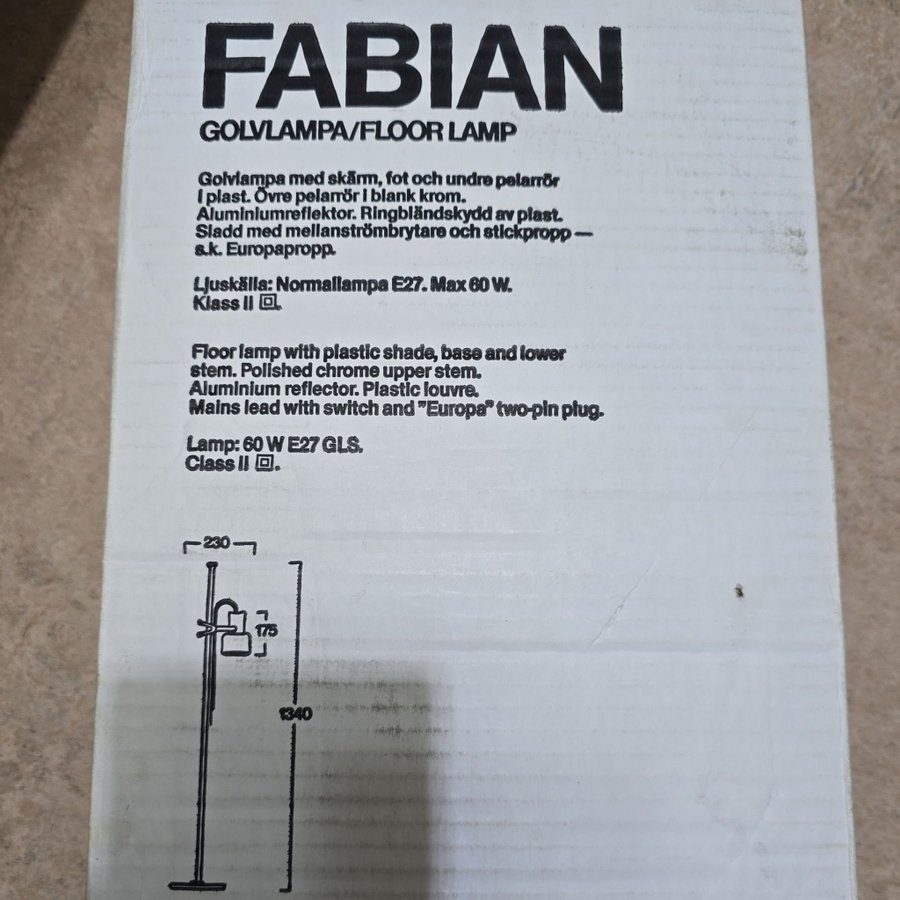 FABIAN
GOLVLAMPA/FLOOR LAMP
Golvlampa med skärm, fot och undre pelarrör
i plast. Övre pelarrör i blank krom.
Aluminiumreflektor. Ringbländskydd av plast.
Sladd med mellanströmbrytare och stickpropp —
s.k. Europapropp.
Ljuskälla: Normallampa E27. Max 60 W.
Klass II
Floor lamp with plastic shade, base and lower
stem. Polished chrome upper stem.
Aluminium reflector. Plastic louvre.
Mains lead with switch and "Europa" two-pin plug.
Lamp: 60 W E27 GLS.
Class II .
230
175
1340